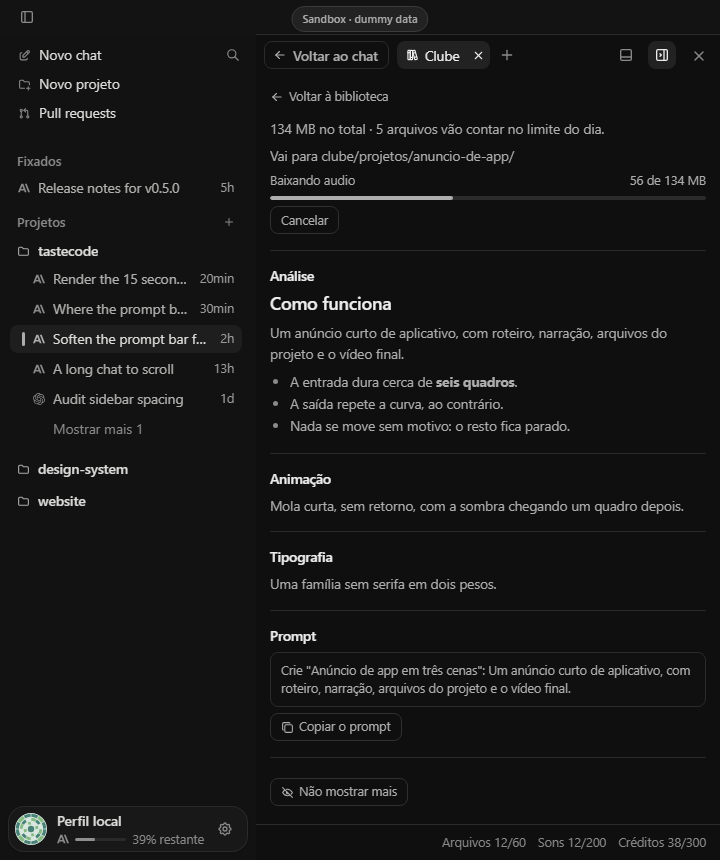 Sandbox · dummy data
Novo chat
Novo projeto
Pull requests
Fixados
Release notes for v0.5.0 5h
Projetos
tastecode
Render the 15 secon... 20min
Where the prompt b... 30min
Soften the prompt bar f... 2h
A long chat to scroll 13h
Audit sidebar spacing 1d
Mostrar mais 1
design-system
website
Perfil local
39% restante
Voltar ao chat
Clube
Voltar à biblioteca
134 MB no total · 5 arquivos vão contar no limite do dia.
Vai para clube/projetos/anuncio-de-app/
Baixando audio 56 de 134 MB
Cancelar
Análise
Como funciona
Um anúncio curto de aplicativo, com roteiro, narração, arquivos do
projeto e o vídeo final.
• A entrada dura cerca de seis quadros.
• A saída repete a curva, ao contrário.
• Nada se move sem motivo: o resto fica parado.
Animação
Mola curta, sem retorno, com a sombra chegando um quadro depois.
Tipografia
Uma família sem serifa em dois pesos.
Prompt
Crie "Anúncio de app em três cenas": Um anúncio curto de aplicativo, com
roteiro, narração, arquivos do projeto e o vídeo final.
Copiar o prompt
Não mostrar mais
Arquivos 12/60 Sons 12/200 Créditos 38/300